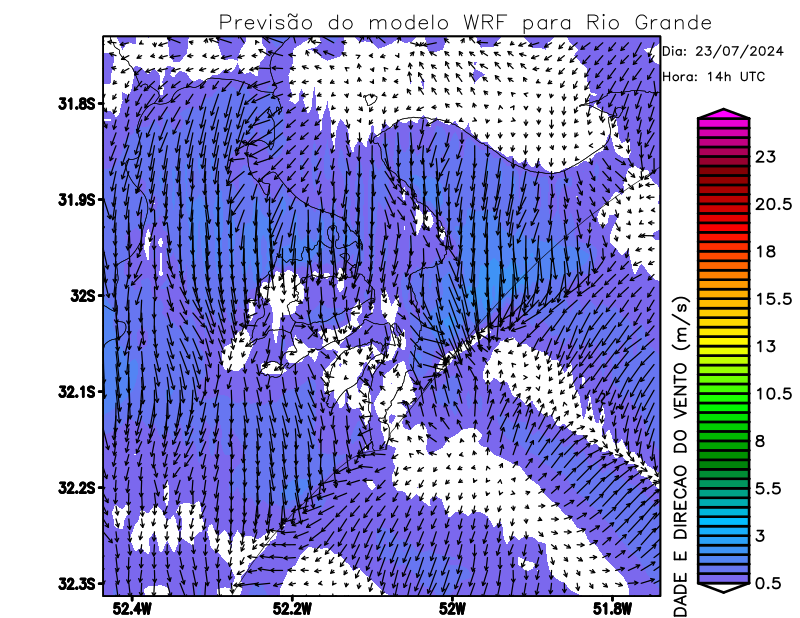 Previsão do modelo WRF para Rio Grande
Dia: 23/07/2024
Hora: 14h UTC
31.8S
31.9S
32S
32.1S
32.2S
32.3S
52.4W
52.2W
52W
51.8W
DADE E DIRECAO DO VENTO (m/s)
23
20.5
18
15.5
13
10.5
8
5.5
3
0.5